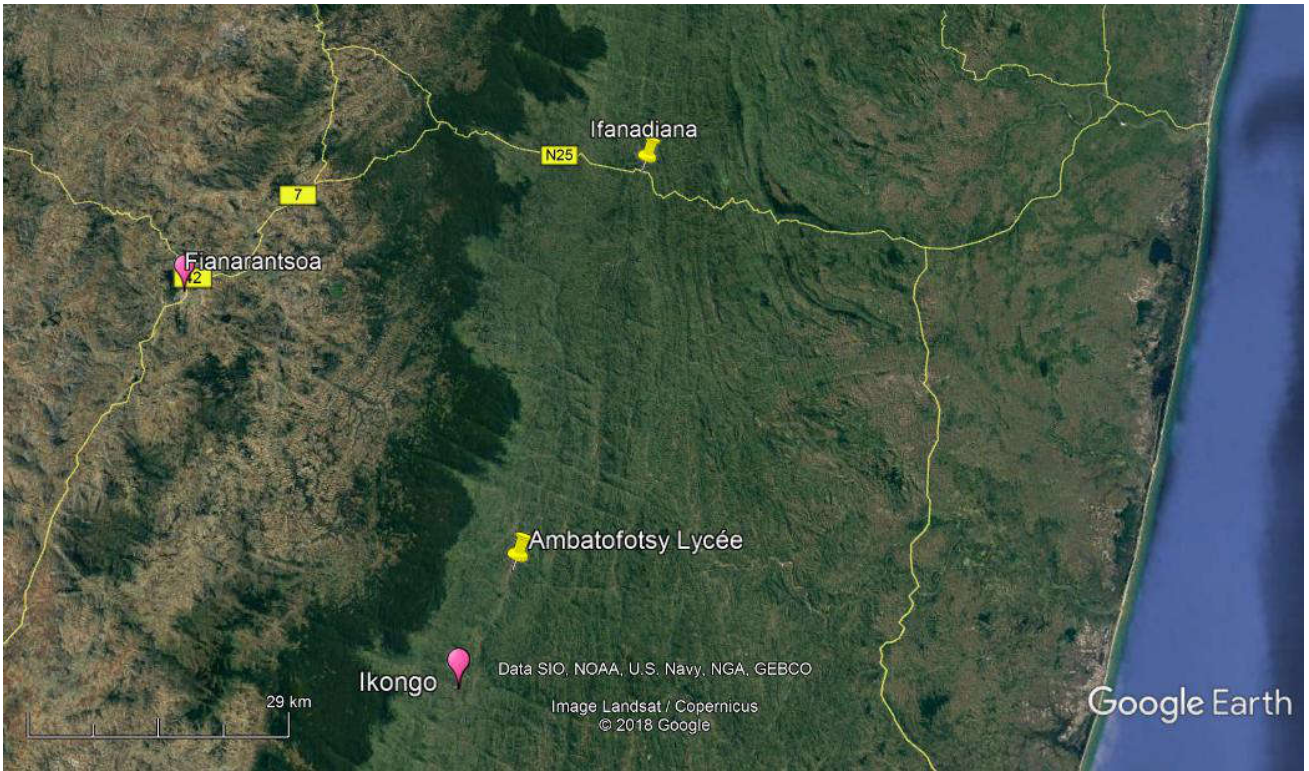 Ifanadiana
N25
7
Fianarantsoa
42
Ambatofotsy Lycée
Ikongo
Data SIO, NOAA, U.S. Navy, NGA, GEBCO
29 km
Image Landsat / Copernicus
© 2018 Google
Google Earth